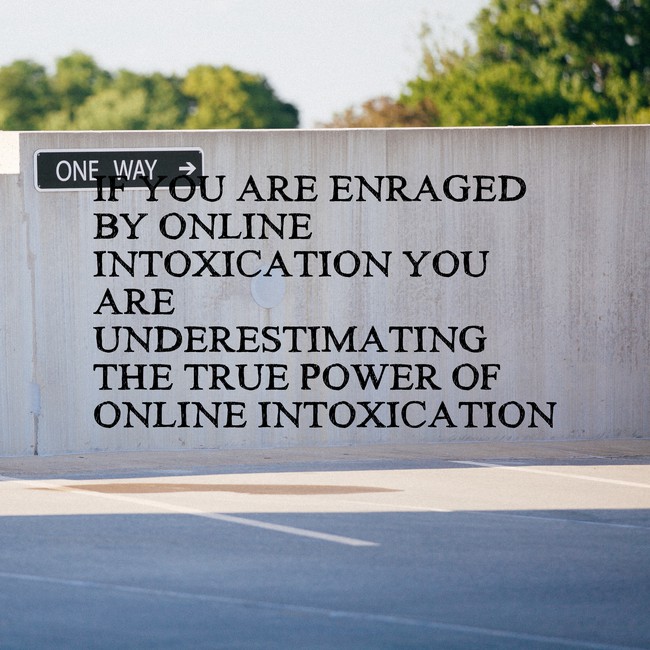 ONE WAY →
IF YOU ARE ENRAGED
BY ONLINE
INTOXICATION YOU
ARE
UNDERESTIMATING
THE TRUE POWER OF
ONLINE INTOXICATION